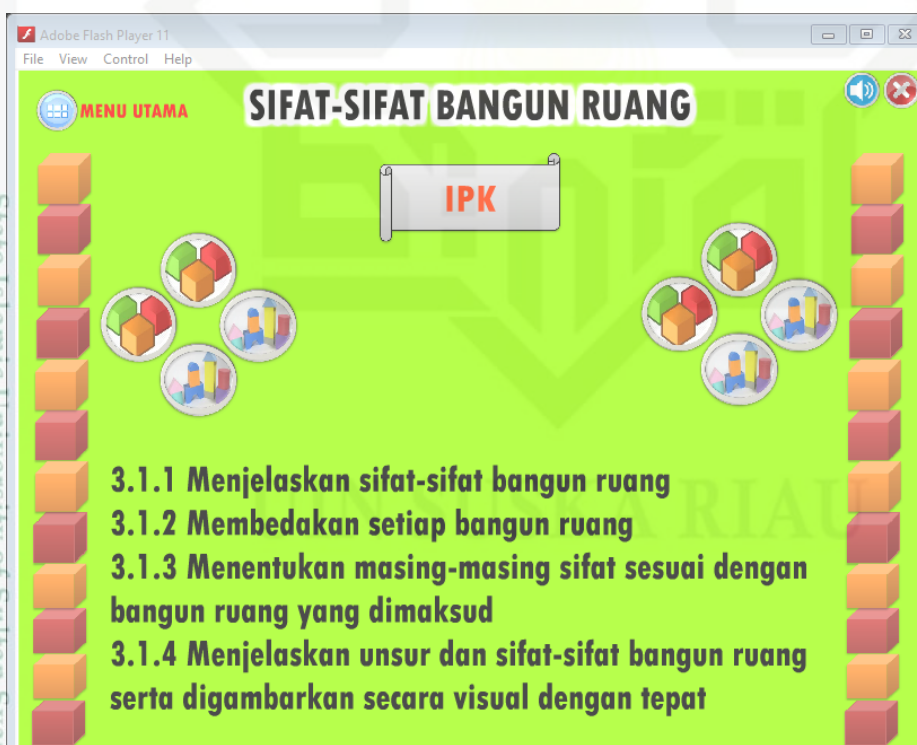 Adobe Flash Player 11
File View Control Help
MENU UTAMA
SIFAT-SIFAT BANGUN RUANG
IPK
3.1.1 Menjelaskan sifat-sifat bangun ruang
3.1.2 Membedakan setiap bangun ruang
3.1.3 Menentukan masing-masing sifat sesuai dengan
bangun ruang yang dimaksud
3.1.4 Menjelaskan unsur dan sifat-sifat bangun ruang
serta digambarkan secara visual dengan tepat
UIN SUSKA RIAU